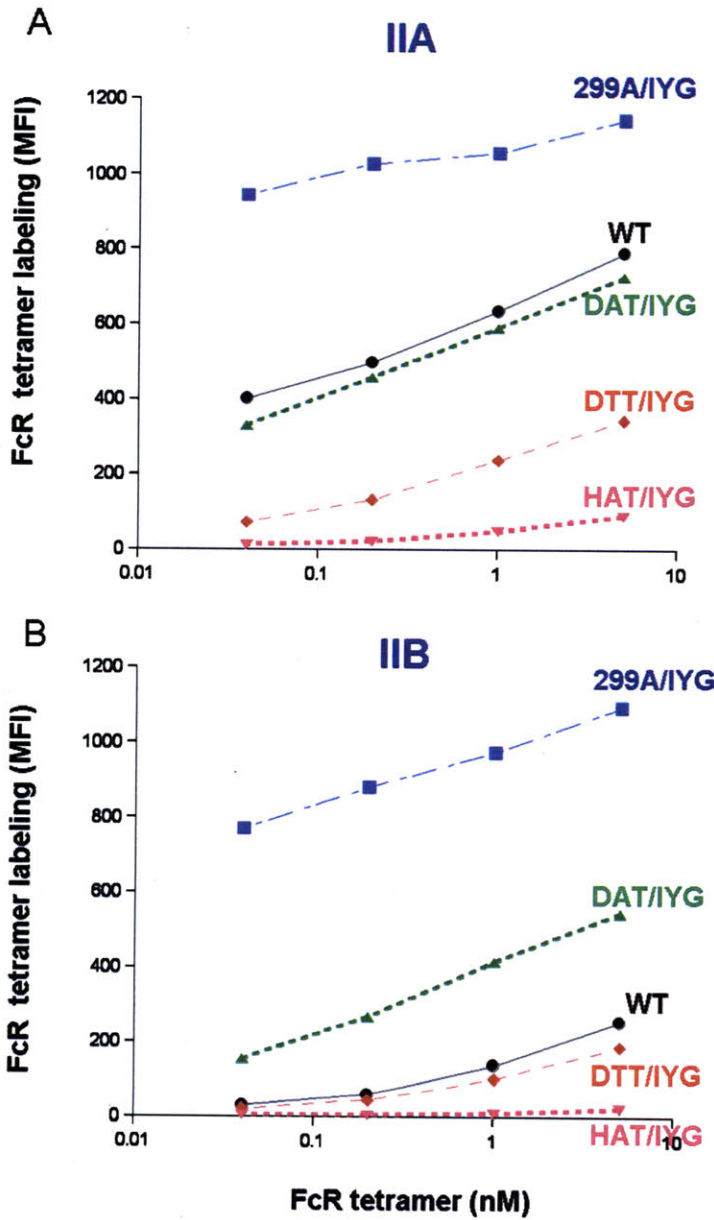 A
IIA
FcR tetramer labeling (MFI)
1200
1000
800
600
400
200
0
0.01
0.1
1
10
299A/IYG
WT
DAT/IYG
DTT/IYG
HAT/IYG
B
IIB
FcR tetramer labeling (MFI)
1200
1000
800
600
400
200
0
0.01
0.1
1
10
299A/IYG
DAT/IYG
WT
DTT/IYG
HAT/IYG
FcR tetramer (nM)